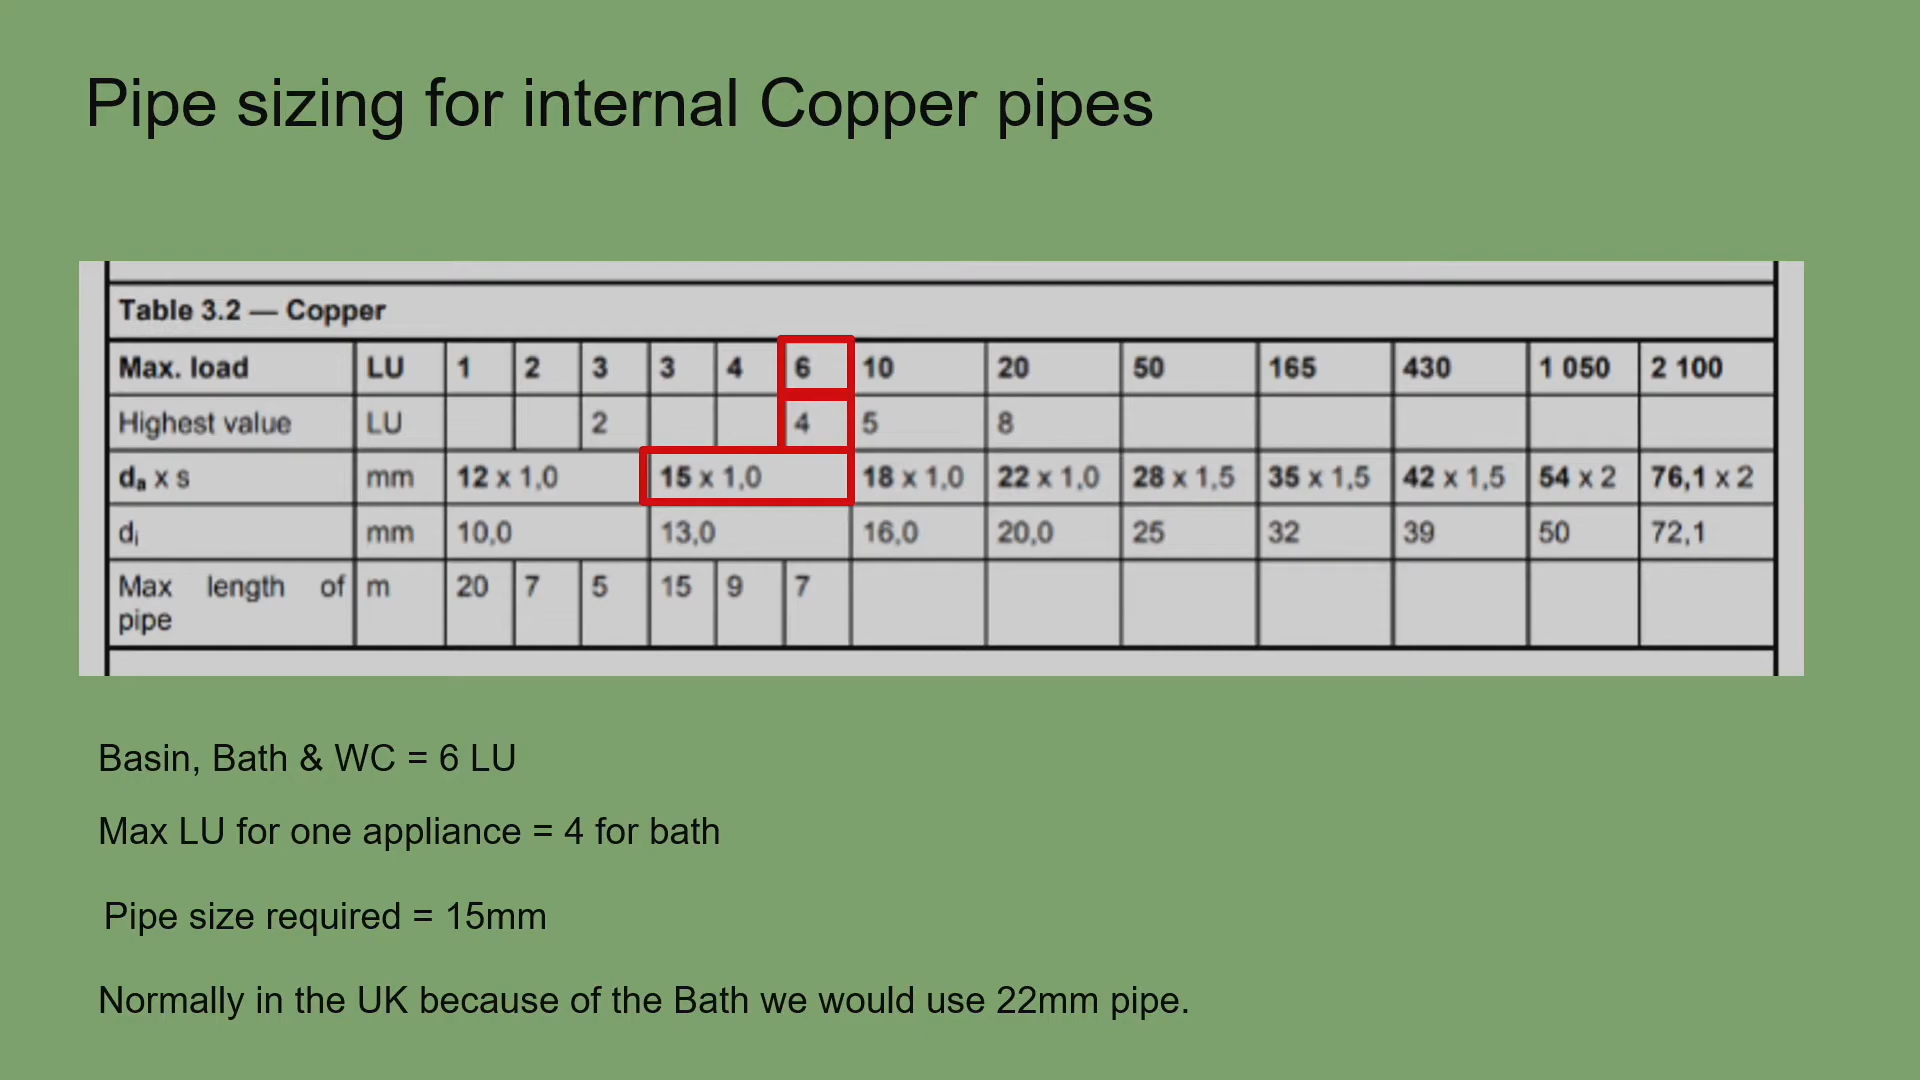 Pipe sizing for internal Copper pipes
Table 3.2 — Copper
Max. load LU 1 2 3 3 4 6 10 20 50 165 430 1 050 2 100
Highest value LU 2 4 5 8
dₐ x s mm 12 x 1,0 15 x 1,0 18 x 1,0 22 x 1,0 28 x 1,5 35 x 1,5 42 x 1,5 54 x 2 76,1 x 2
dᵢ mm 10,0 13,0 16,0 20,0 25 32 39 50 72,1
Max length of m 20 7 5 15 9 7
pipe
Basin, Bath & WC = 6 LU
Max LU for one appliance = 4 for bath
Pipe size required = 15mm
Normally in the UK because of the Bath we would use 22mm pipe.